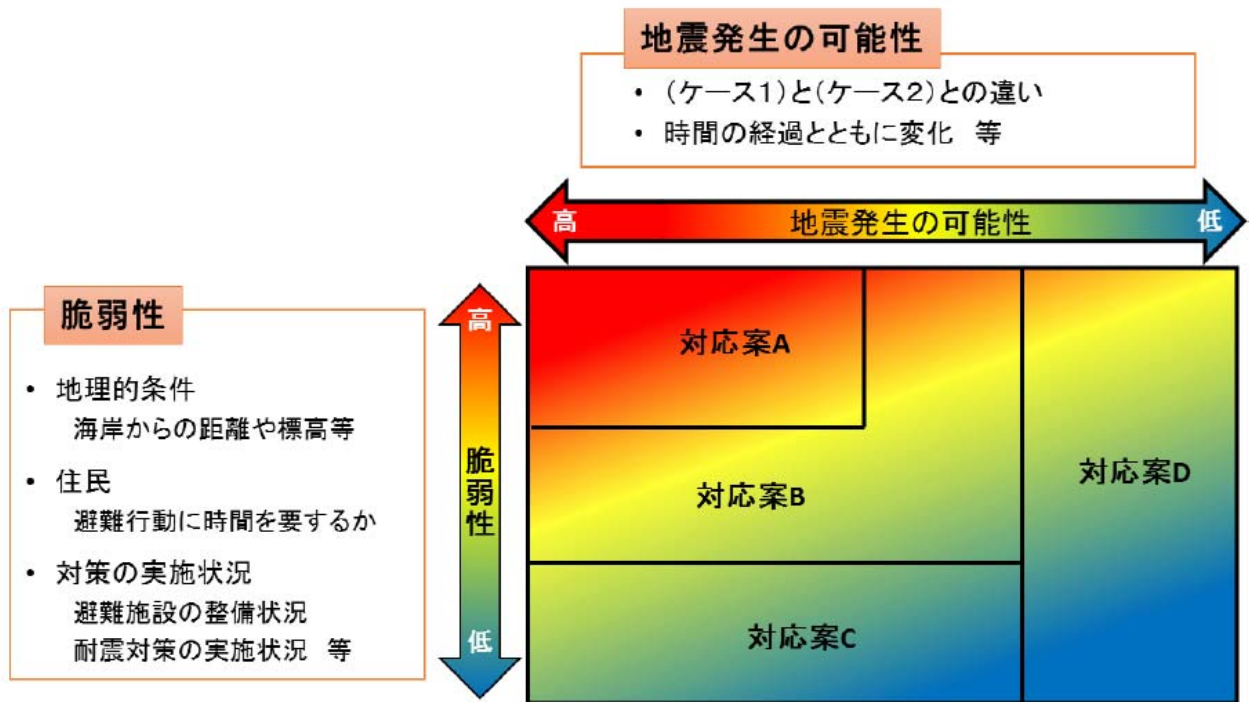 地震発生の可能性
• (ケース1)と(ケース2)との違い
• 時間の経過とともに変化 等
高 地震発生の可能性 低
脆弱性
• 地理的条件
海岸からの距離や標高等
• 住民
避難行動に時間を要するか
• 対策の実施状況
避難施設の整備状況
耐震対策の実施状況 等
高
脆弱性
低
対応案A
対応案B
対応案C
対応案D